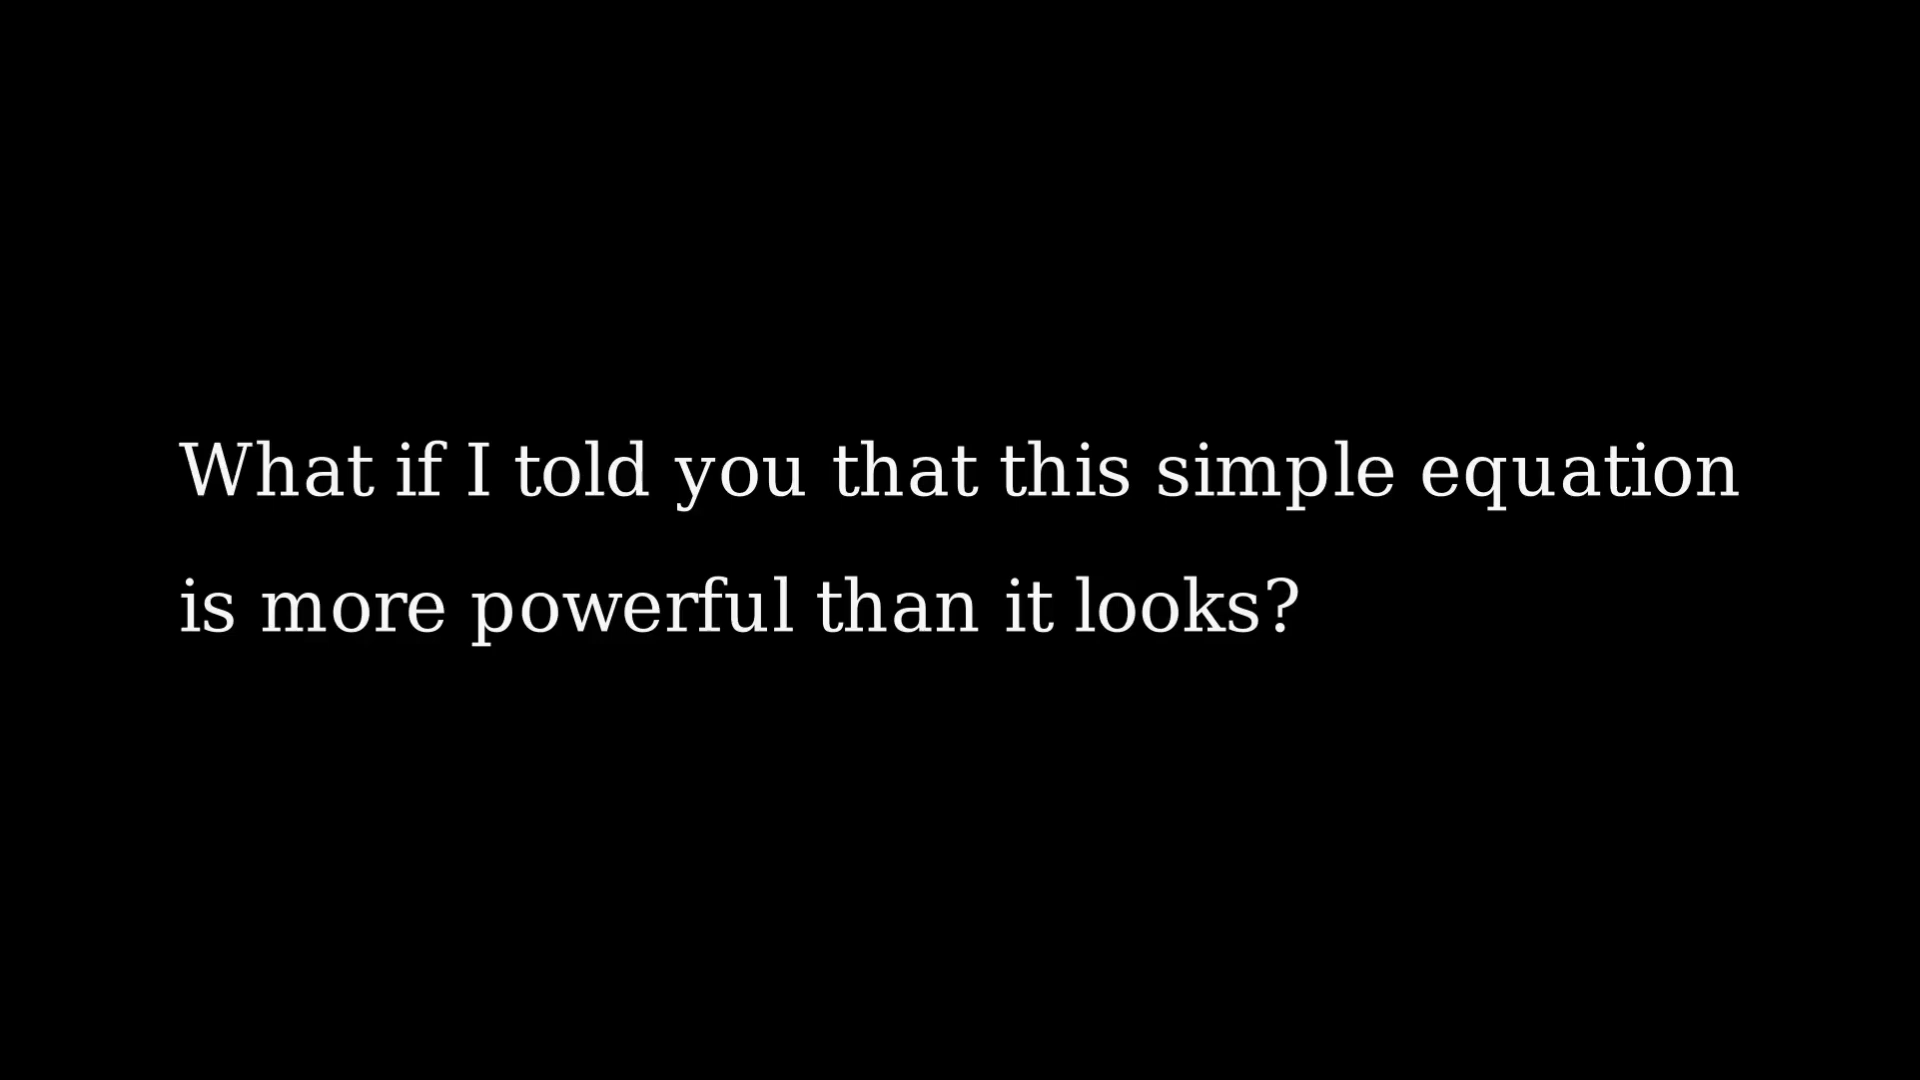 What if I told you that this simple equation
is more powerful than it looks?